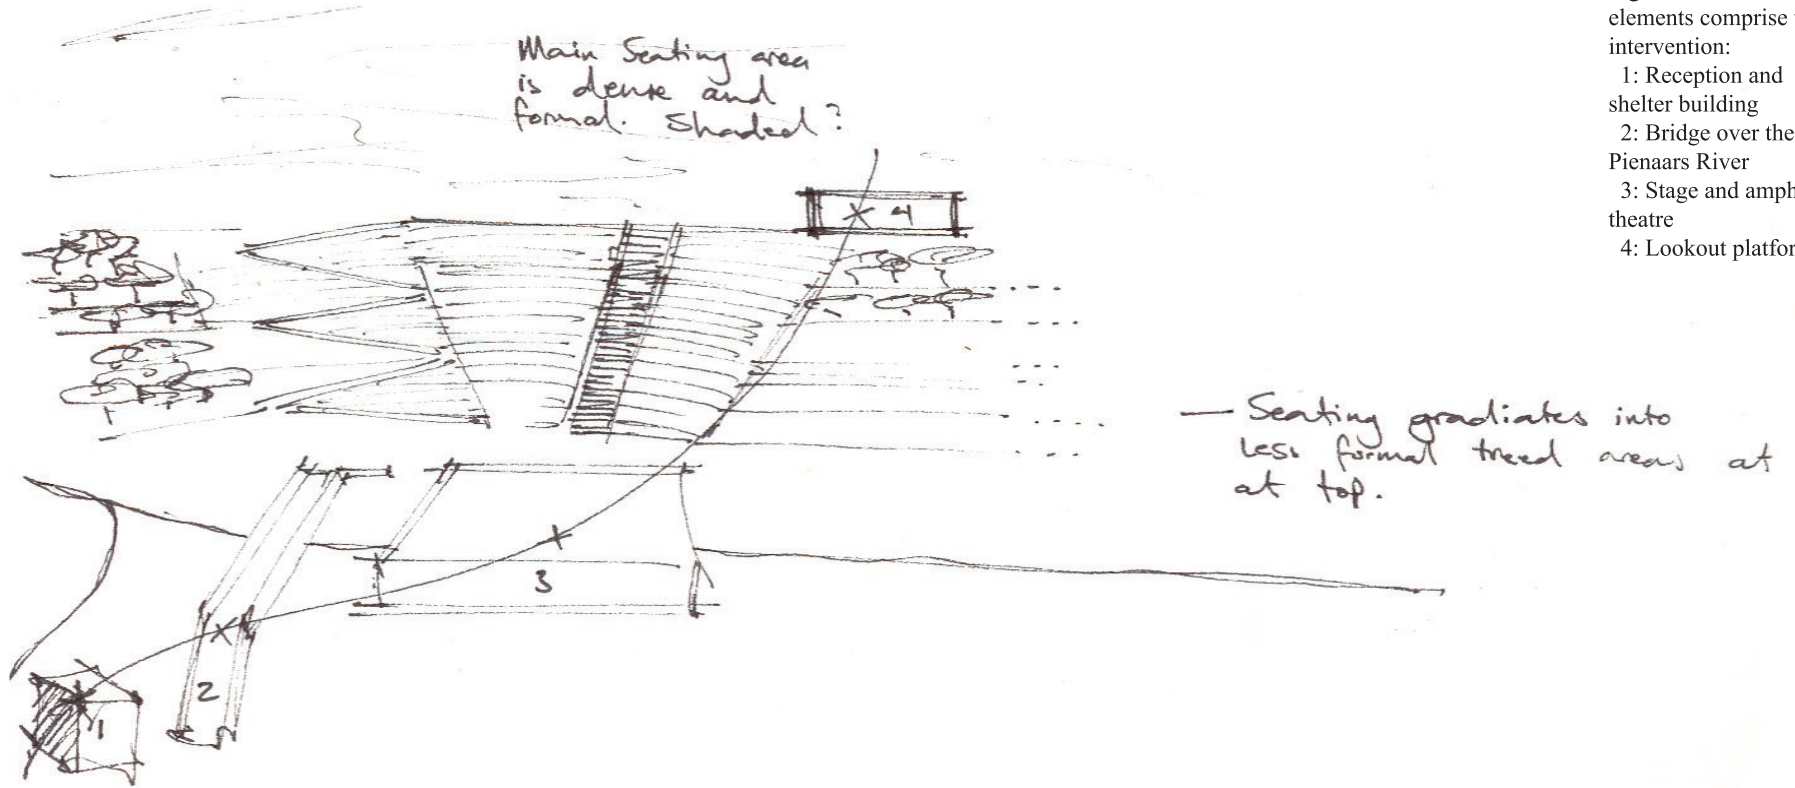 Main Seating area
is dense and
formal. Shaded?
4
— Seating gradiates into
less formal treed areas at
at top.
3
2
1
elements comprise
intervention:
1: Reception and
shelter building
2: Bridge over the
Pienaars River
3: Stage and amph
theatre
4: Lookout platfor